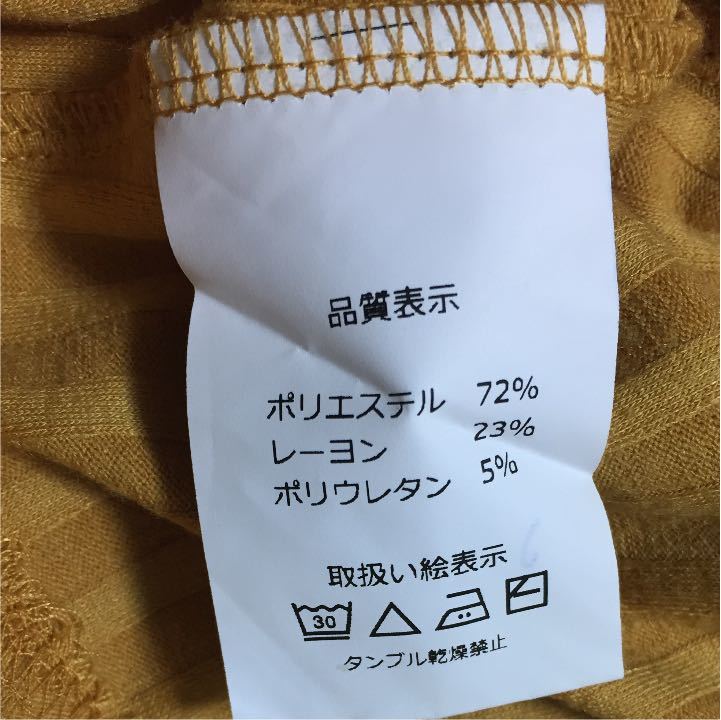 品質表示
ポリエステル 72%
レーヨン 23%
ポリウレタン 5%
取扱い絵表示
30
タンブル乾燥禁止